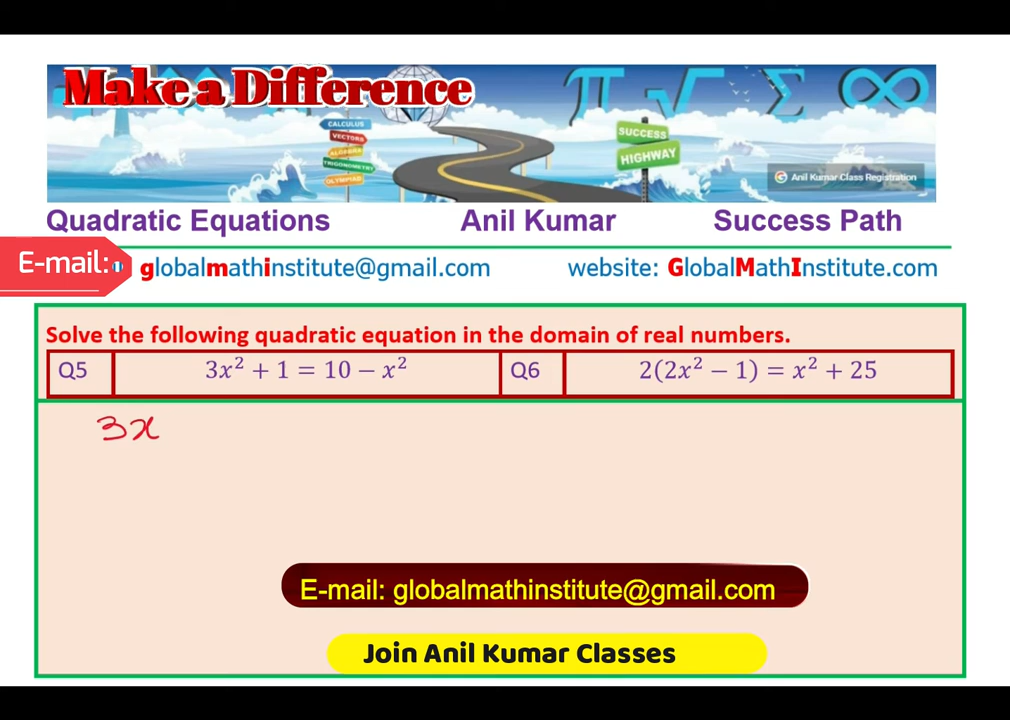 Make a Difference
π √ Σ ∞
CALCULUS
VECTORS
ALGEBRA
TRIGONOMETRY
OLYMPIAD
SUCCESS
HIGHWAY
Anil Kumar Class Registration
Quadratic Equations Anil Kumar Success Path
E-mail: globalmathinstitute@gmail.com website: GlobalMathInstitute.com
Solve the following quadratic equation in the domain of real numbers.
Q5 3x² + 1 = 10 − x² Q6 2(2x² − 1) = x² + 25
3x
E-mail: globalmathinstitute@gmail.com
Join Anil Kumar Classes